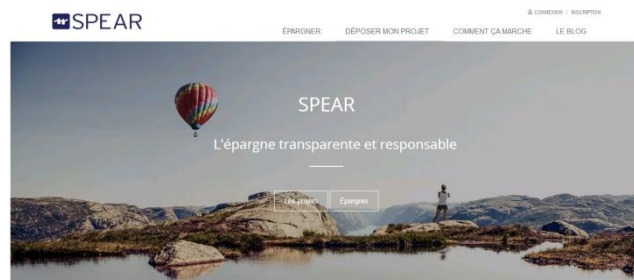 SPEAR
CONNEXION / INSCRIPTION
ÉPARGNER DÉPOSER MON PROJET COMMENT ÇA MARCHE LE BLOG
SPEAR
L'épargne transparente et responsable
Les projets Épargner